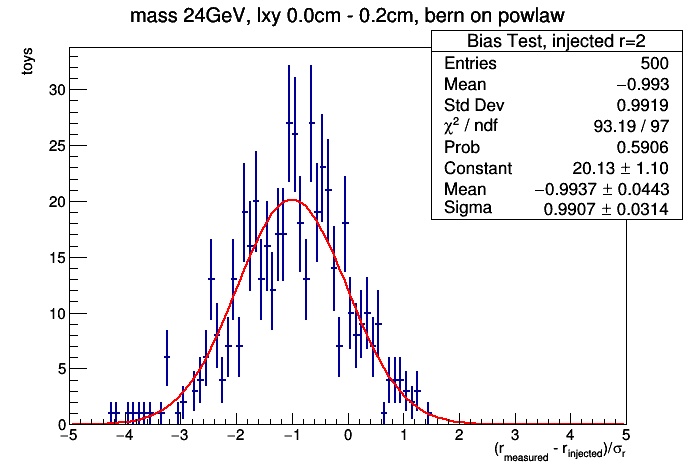 mass 24GeV, lxy 0.0cm - 0.2cm, bern on powlaw
Bias Test, injected r=2
Entries 500
Mean −0.993
Std Dev 0.9919
χ² / ndf 93.19 / 97
Prob 0.5906
Constant 20.13 ± 1.10
Mean −0.9937 ± 0.0443
Sigma 0.9907 ± 0.0314
toys
30
25
20
15
10
5
0
−5 −4 −3 −2 −1 0 1 2 3 4 5
(r_measured - r_injected)/σ_r